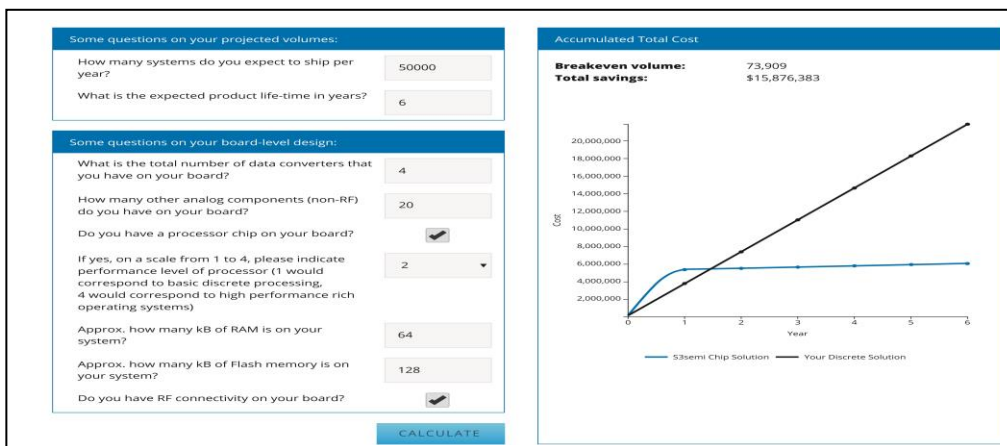 Some questions on your projected volumes:
How many systems do you expect to ship per
year?
50000
What is the expected product life-time in years?
6
Some questions on your board-level design:
What is the total number of data converters that
you have on your board?
4
How many other analog components (non-RF)
do you have on your board?
20
Do you have a processor chip on your board?
If yes, on a scale from 1 to 4, please indicate
performance level of processor (1 would
correspond to basic discrete processing,
4 would correspond to high performance rich
operating systems)
2
Approx. how many kB of RAM is on your
system?
64
Approx. how many kB of Flash memory is on
your system?
128
Do you have RF connectivity on your board?
CALCULATE
Accumulated Total Cost
Breakeven volume: 73,909
Total savings: $15,876,383
20,000,000
18,000,000
16,000,000
14,000,000
12,000,000
10,000,000
8,000,000
6,000,000
4,000,000
2,000,000
Cost
0 1 2 3 4 5 6
Year
S3semi Chip Solution Your Discrete Solution